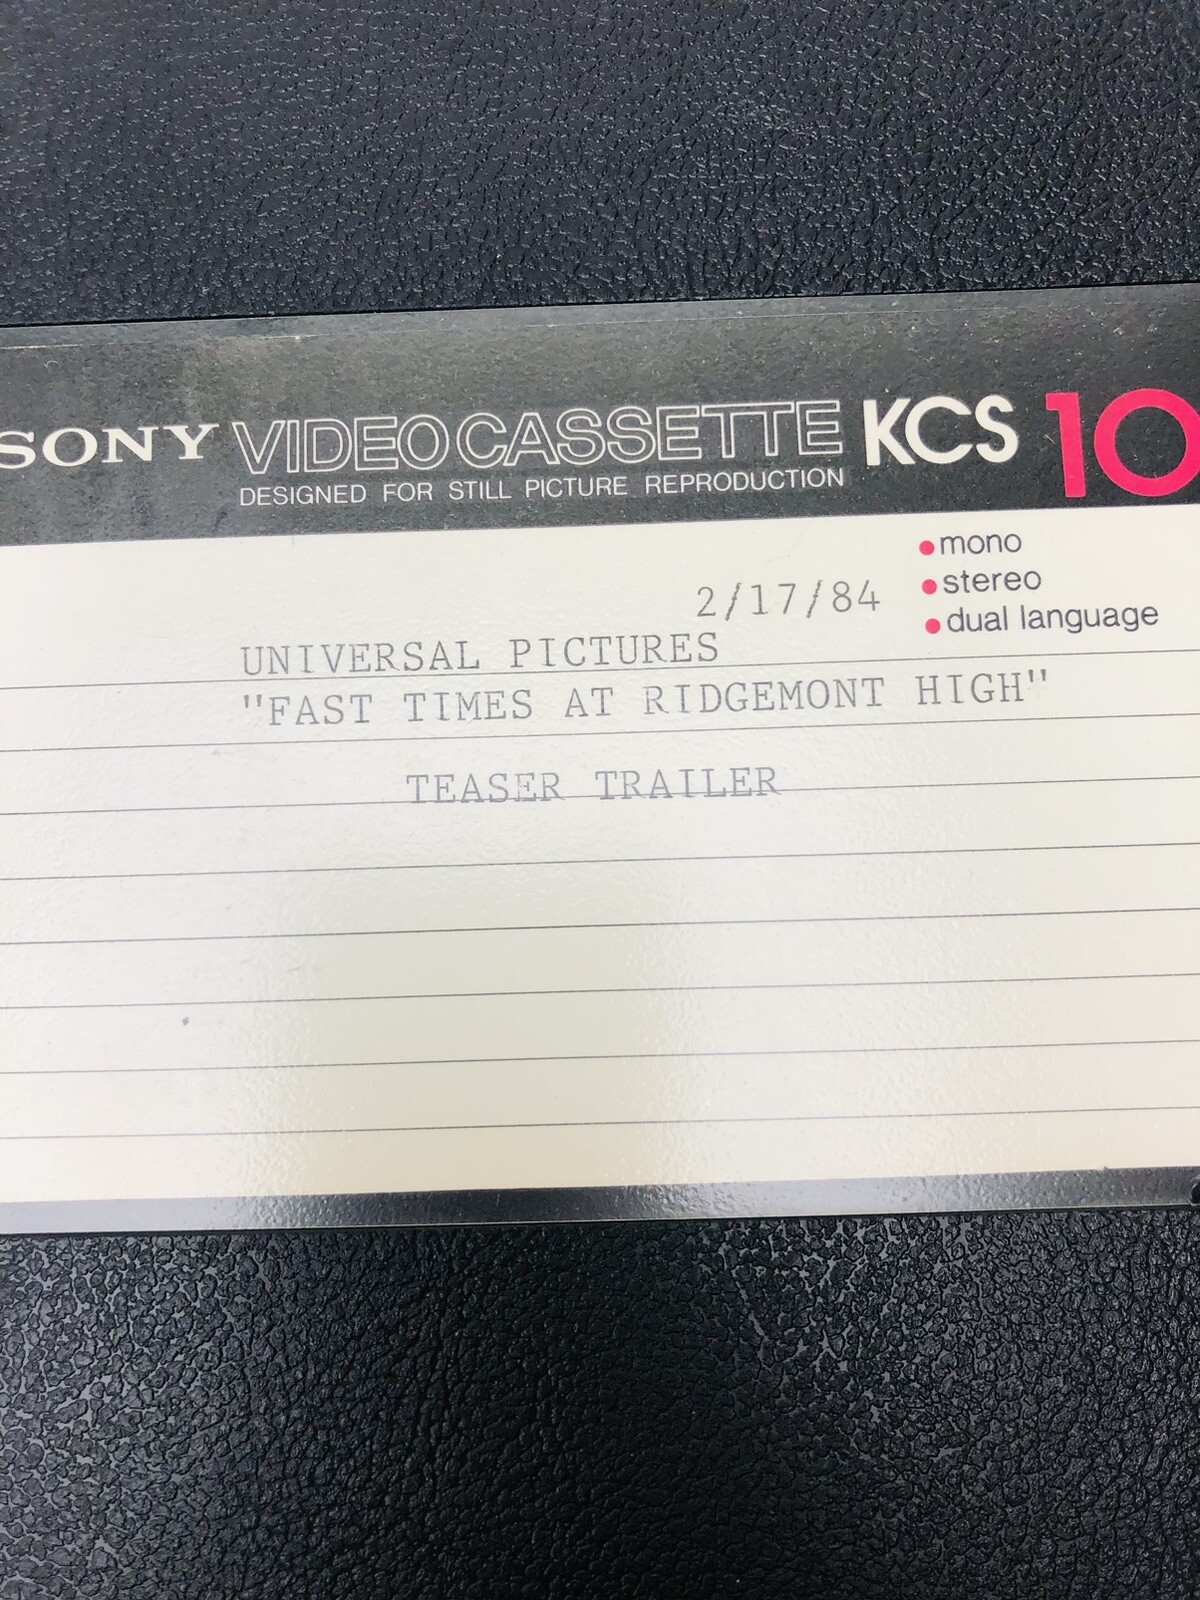 SONY VIDEOCASSETTE KCS 10
DESIGNED FOR STILL PICTURE REPRODUCTION
•mono
•stereo
•dual language
2/17/84
UNIVERSAL PICTURES
"FAST TIMES AT RIDGEMONT HIGH"
TEASER TRAILER